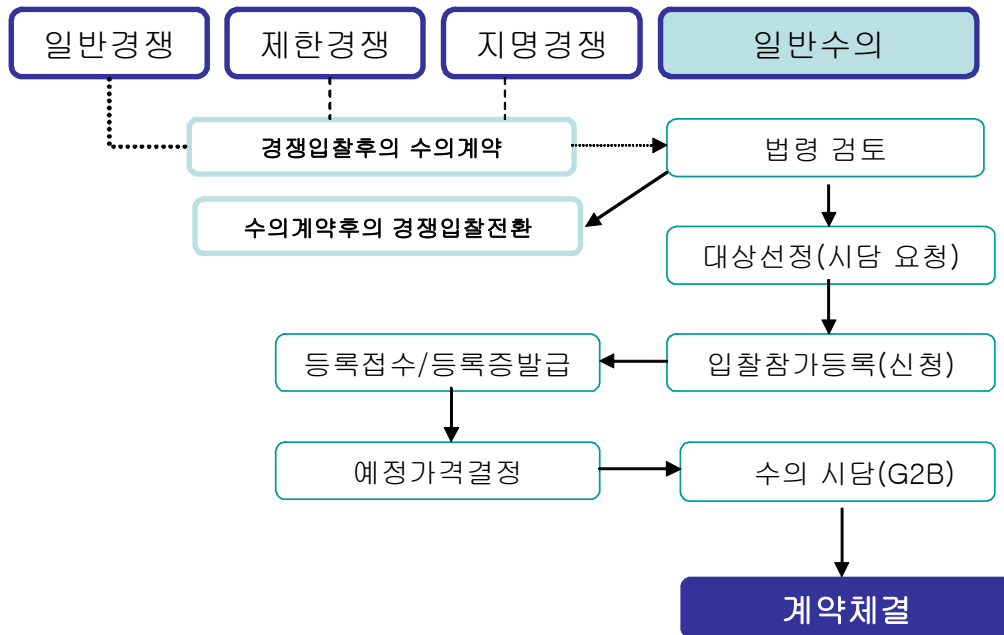 일반경쟁
제한경쟁
지명경쟁
일반수의
경쟁입찰후의 수의계약
법령 검토
수의계약후의 경쟁입찰전환
대상선정(시담 요청)
등록접수/등록증발급
입찰참가등록(신청)
예정가격결정
수의 시담(G2B)
계약체결